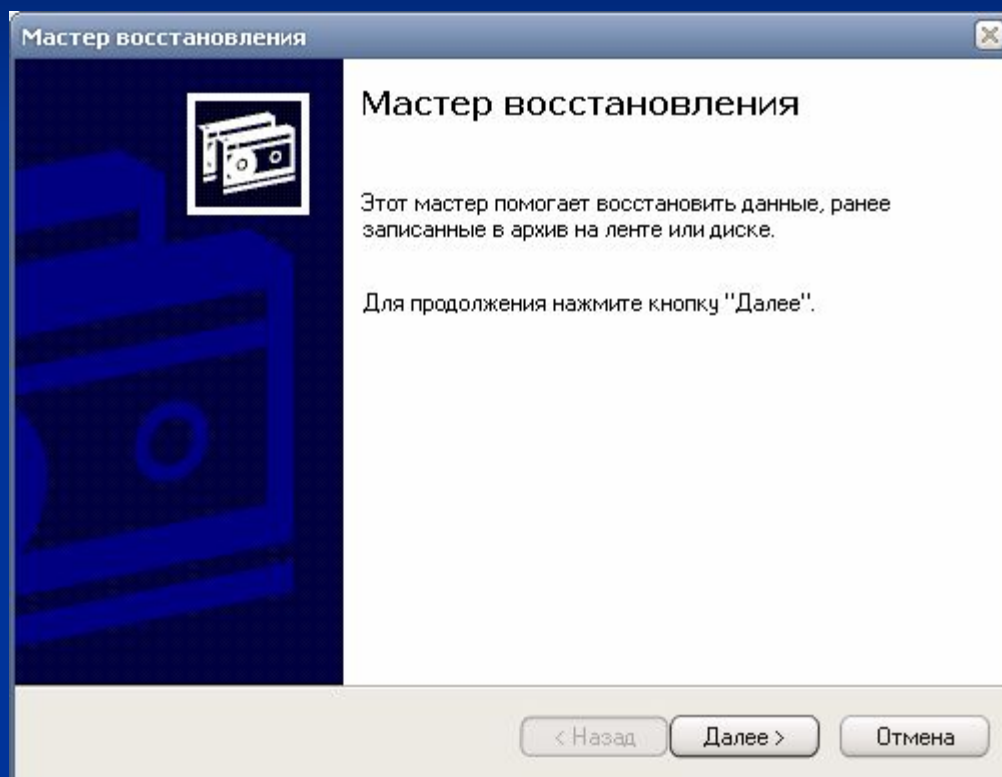 Мастер восстановления
Мастер восстановления
Этот мастер помогает восстановить данные, ранее
записанные в архив на ленте или диске.
Для продолжения нажмите кнопку "Далее".
< Назад
Далее >
Отмена